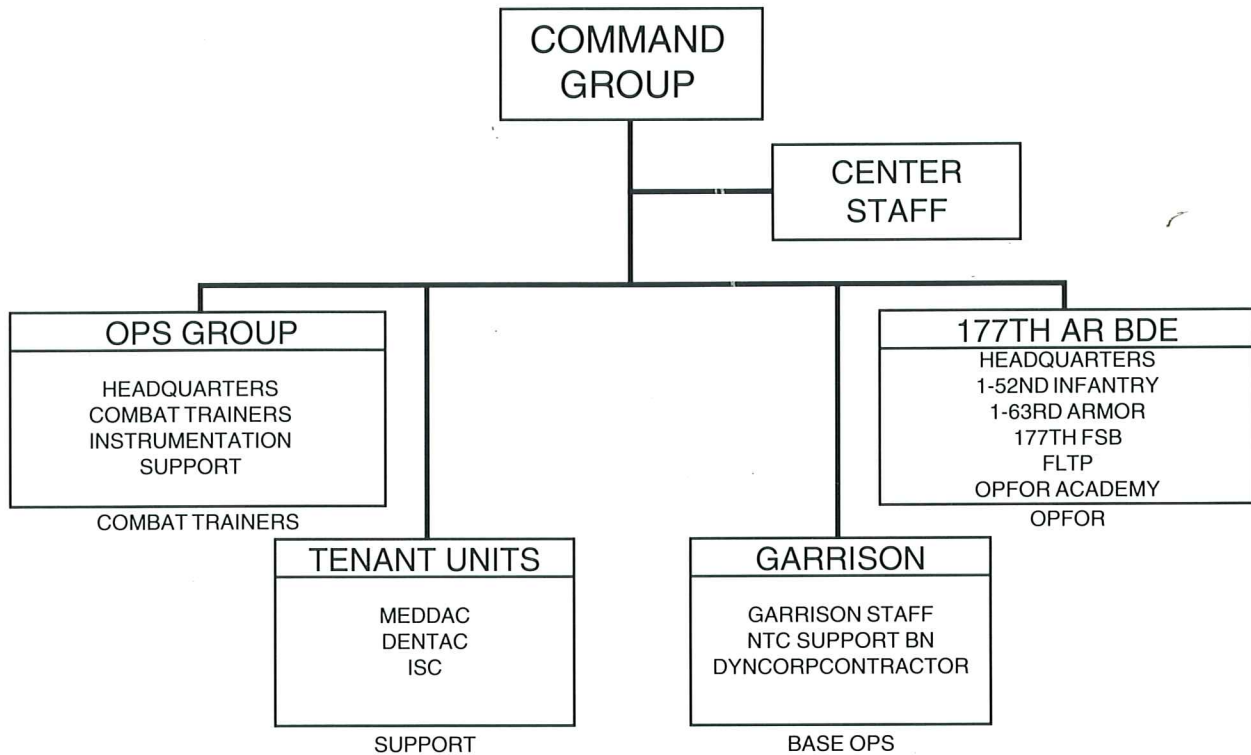 COMMAND
GROUP
CENTER
STAFF
OPS GROUP
HEADQUARTERS
COMBAT TRAINERS
INSTRUMENTATION
SUPPORT
COMBAT TRAINERS
TENANT UNITS
MEDDAC
DENTAC
ISC
SUPPORT
GARRISON
GARRISON STAFF
NTC SUPPORT BN
DYNCORPCONTRACTOR
BASE OPS
177TH AR BDE
HEADQUARTERS
1-52ND INFANTRY
1-63RD ARMOR
177TH FSB
FLTP
OPFOR ACADEMY
OPFOR